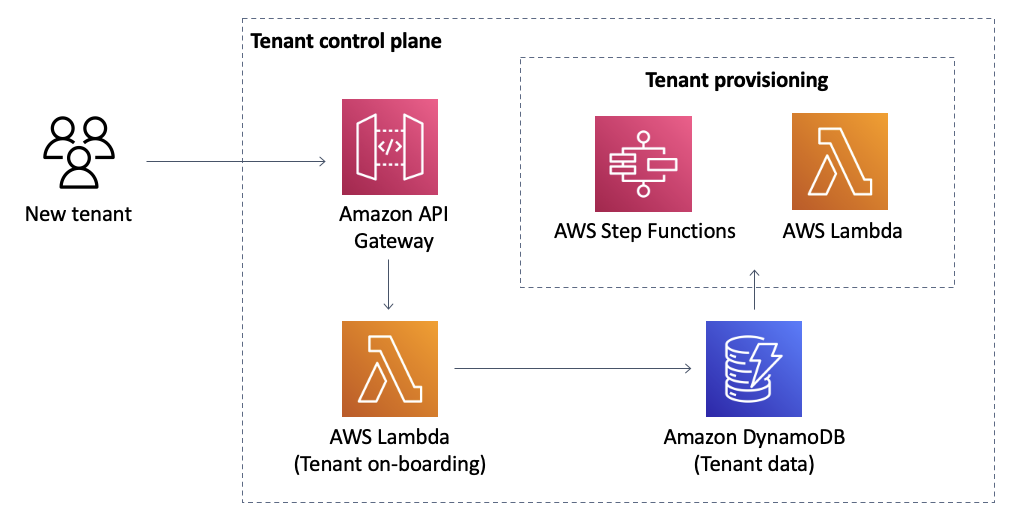 Tenant control plane
Tenant provisioning
New tenant
</>
Amazon API
Gateway
AWS Step Functions
AWS Lambda
AWS Lambda
(Tenant on-boarding)
Amazon DynamoDB
(Tenant data)